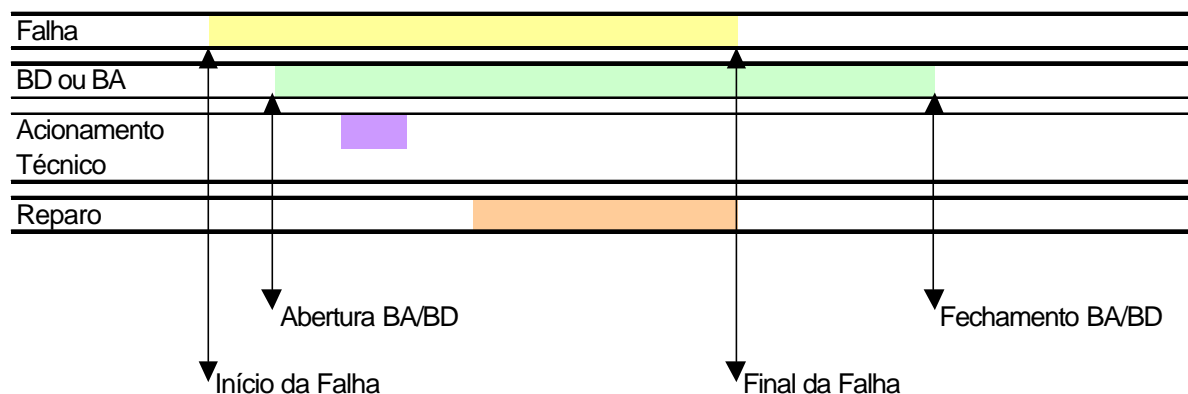 Falha
BD ou BA
Acionamento
Técnico
Reparo
Abertura BA/BD
Fechamento BA/BD
Início da Falha
Final da Falha